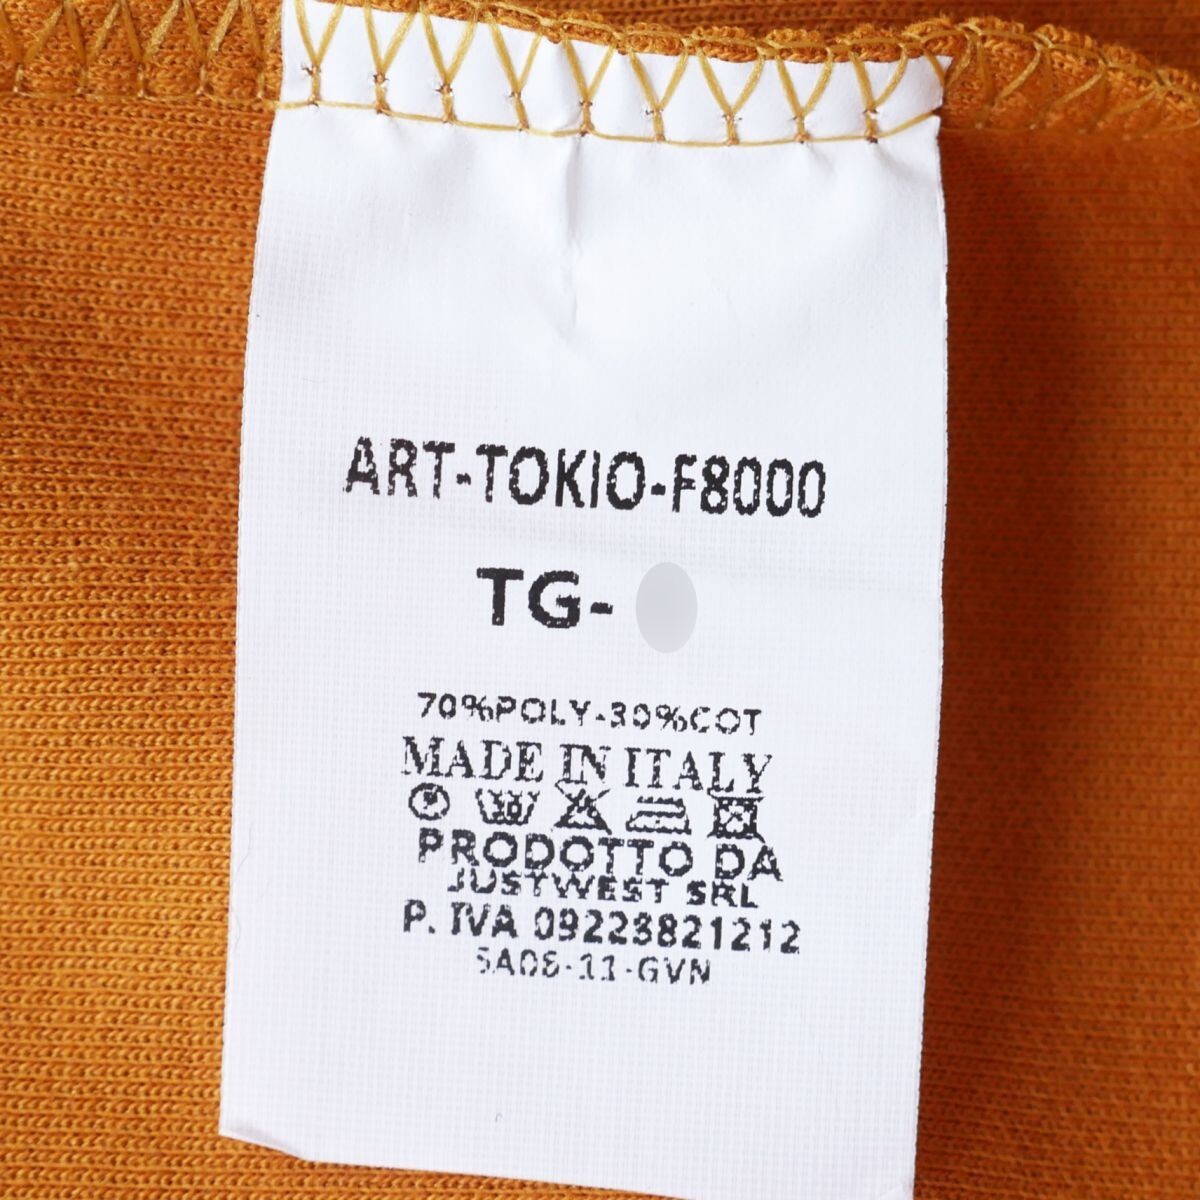 ART-TOKIO-F8000
TG-
70%POLY-30%COT
MADE IN ITALY
PRODOTTO DA
JUSTWEST SRL
P. IVA 09223821212
5A08-11-GVN